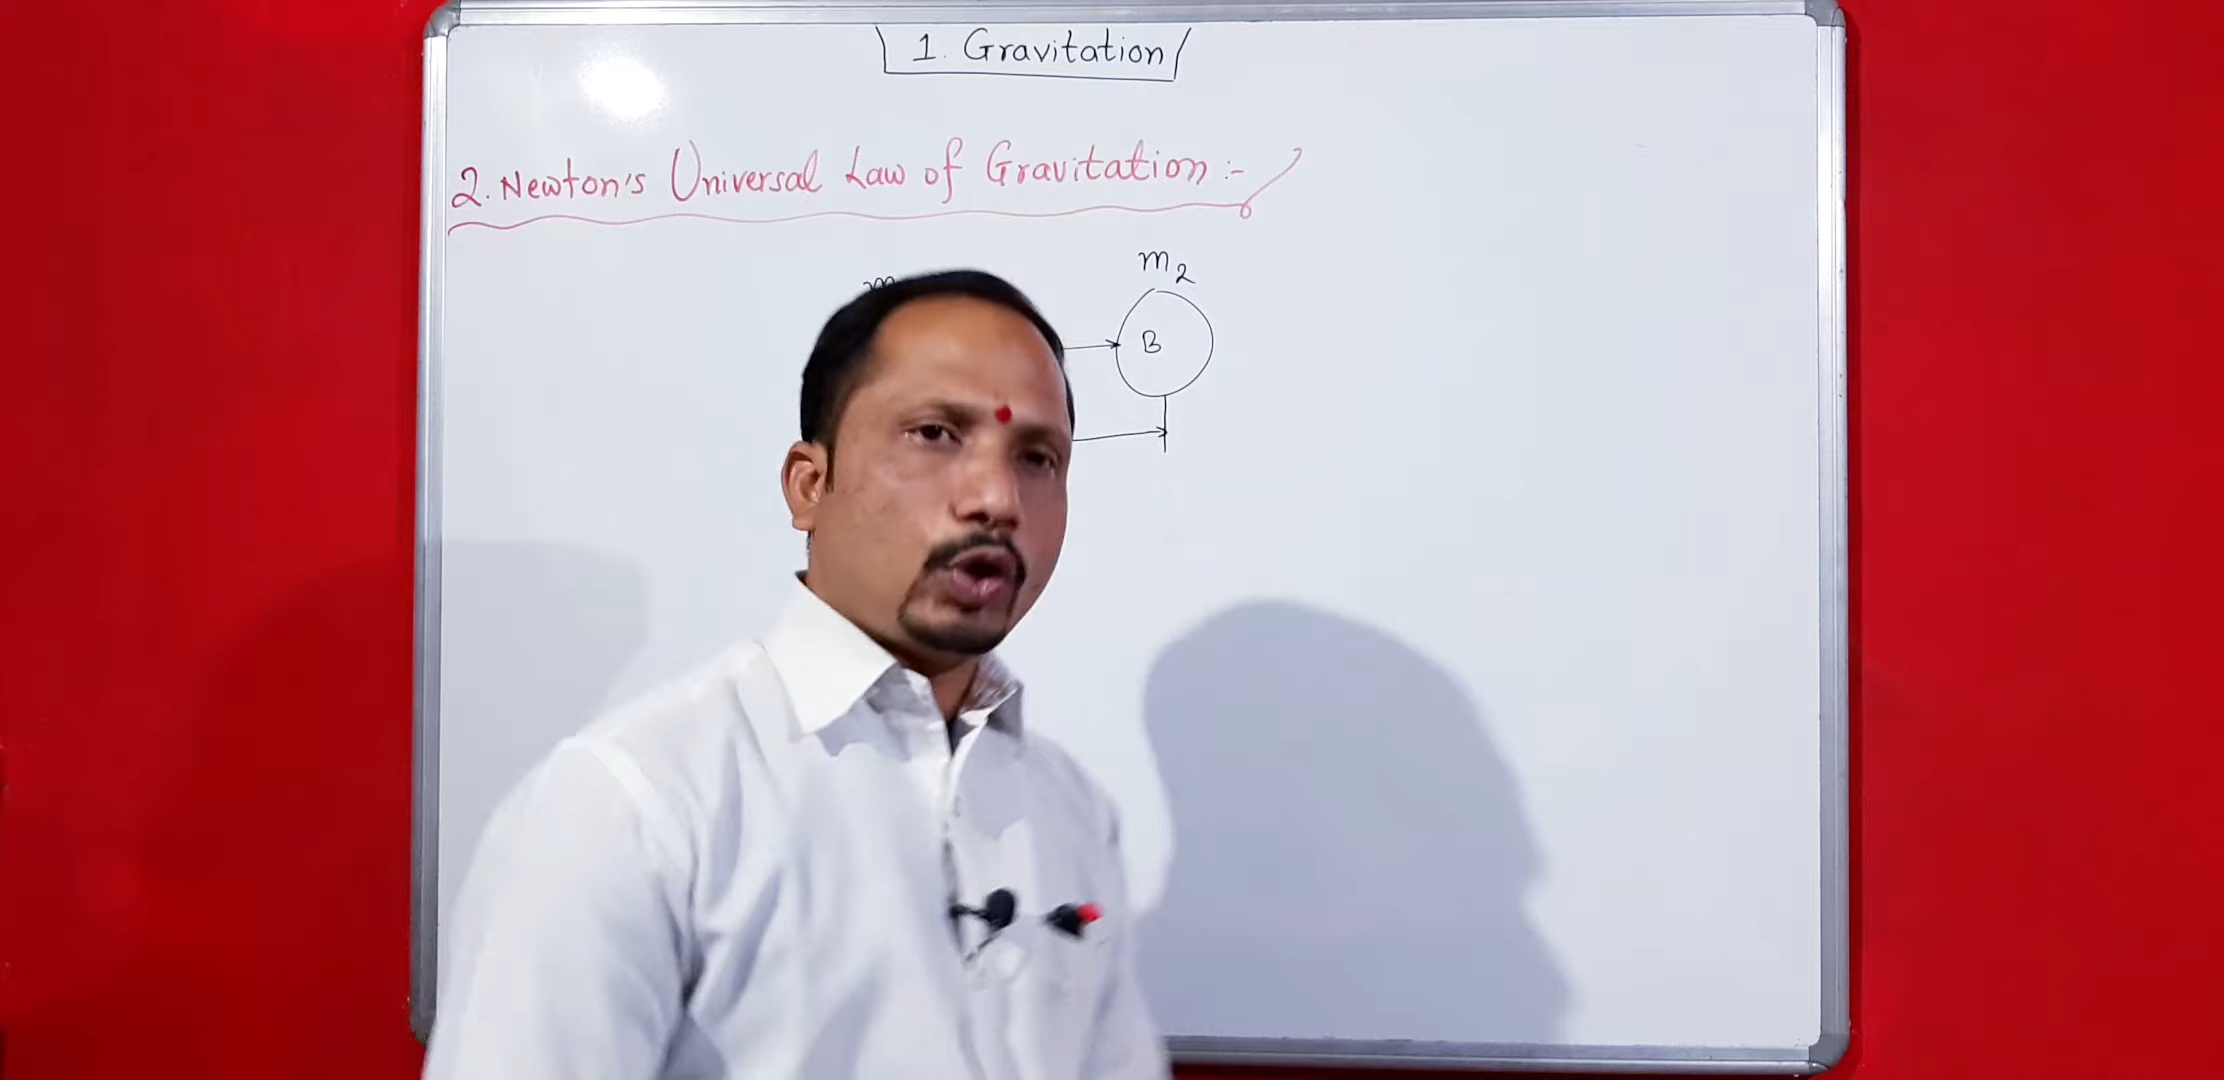 1. Gravitation
2. Newton's Universal Law of Gravitation :-
m2
B